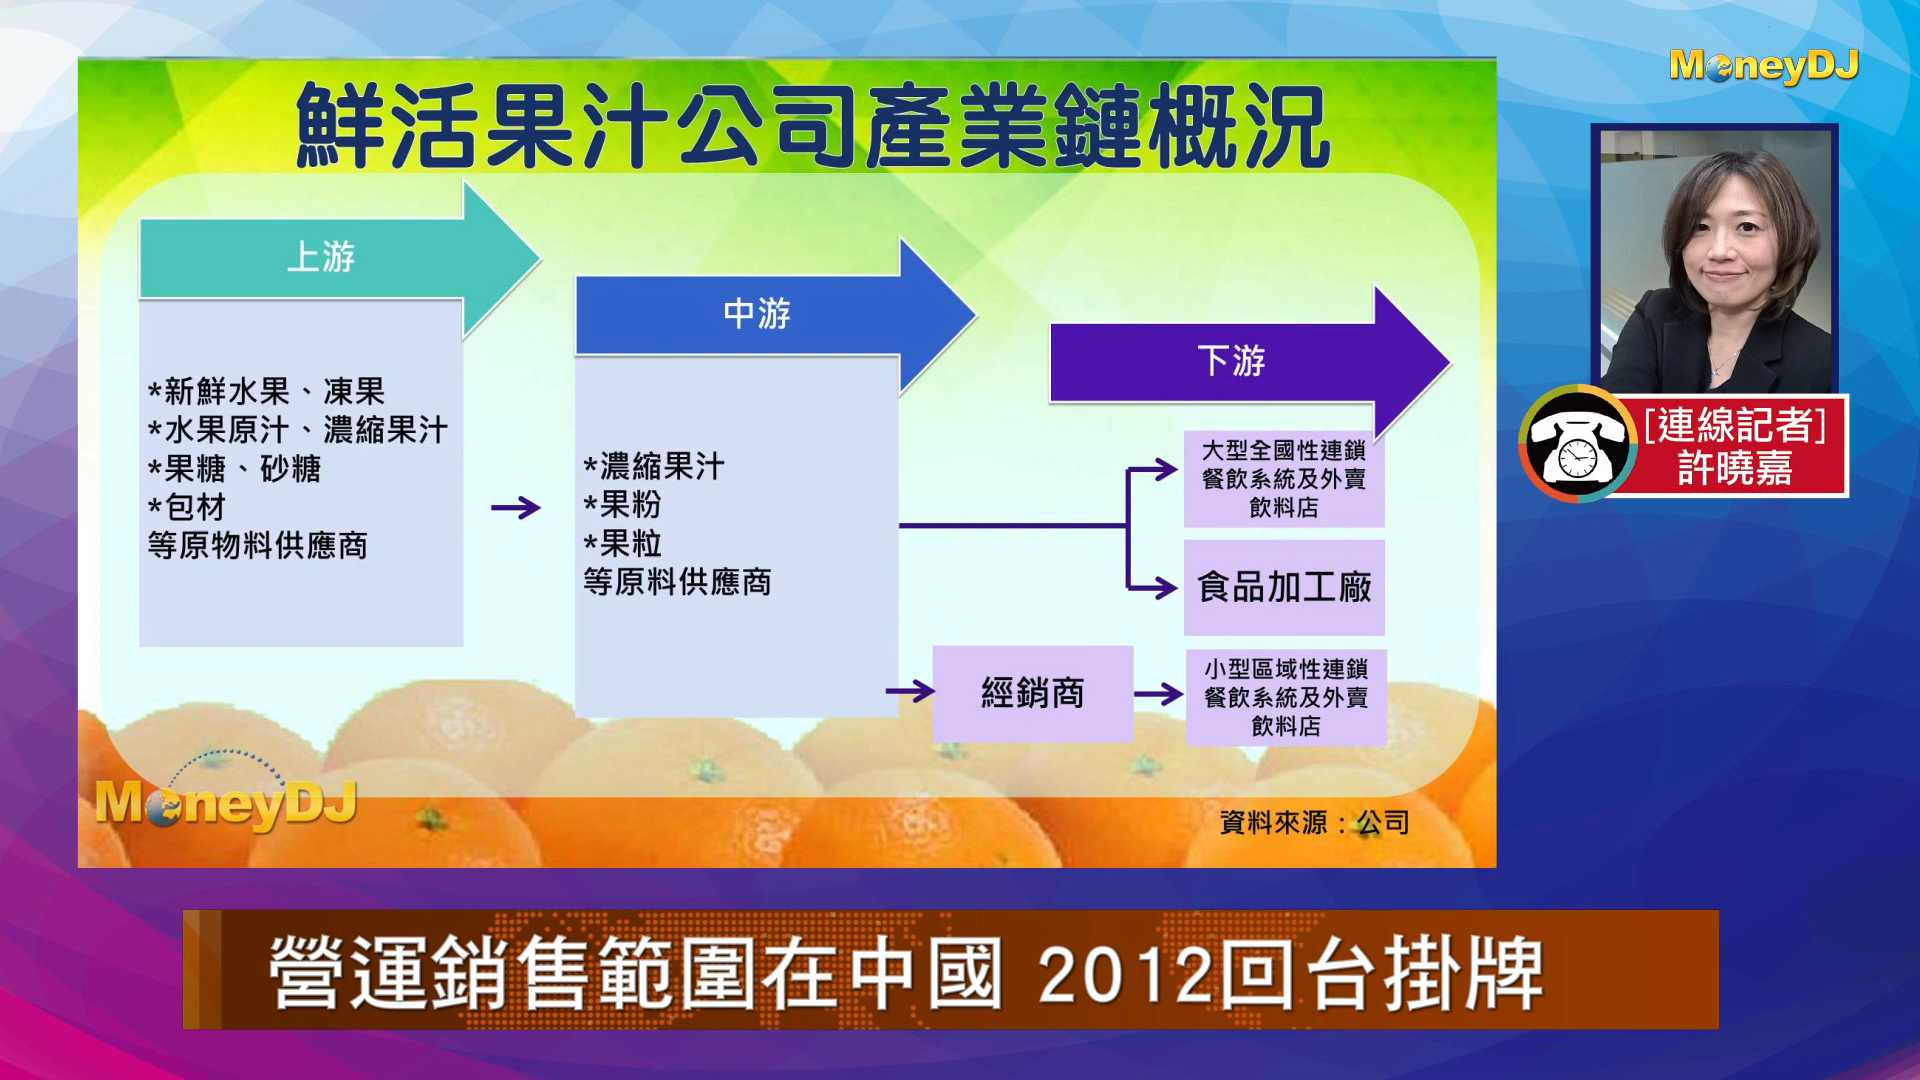 鮮活果汁公司產業鏈概況
上游
*新鮮水果、凍果
*水果原汁、濃縮果汁
*果糖、砂糖
*包材
等原物料供應商
中游
*濃縮果汁
*果粉
*果粒
等原料供應商
下游
大型全國性連鎖
餐飲系統及外賣
飲料店
食品加工廠
經銷商
小型區域性連鎖
餐飲系統及外賣
飲料店
MoneyDJ
資料來源：公司
MoneyDJ
[連線記者]
許曉嘉
營運銷售範圍在中國 2012回台掛牌